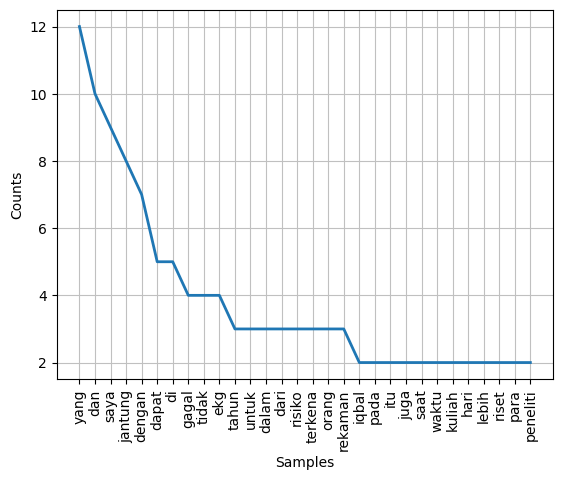 12
10
8
6
4
2
Counts
yang
dan
saya
jantung
dengan
dapat
di
gagal
tidak
ekg
tahun
untuk
dalam
dari
risiko
terkena
orang
rekaman
iqbal
pada
itu
juga
saat
waktu
kuliah
hari
lebih
riset
para
peneliti
Samples